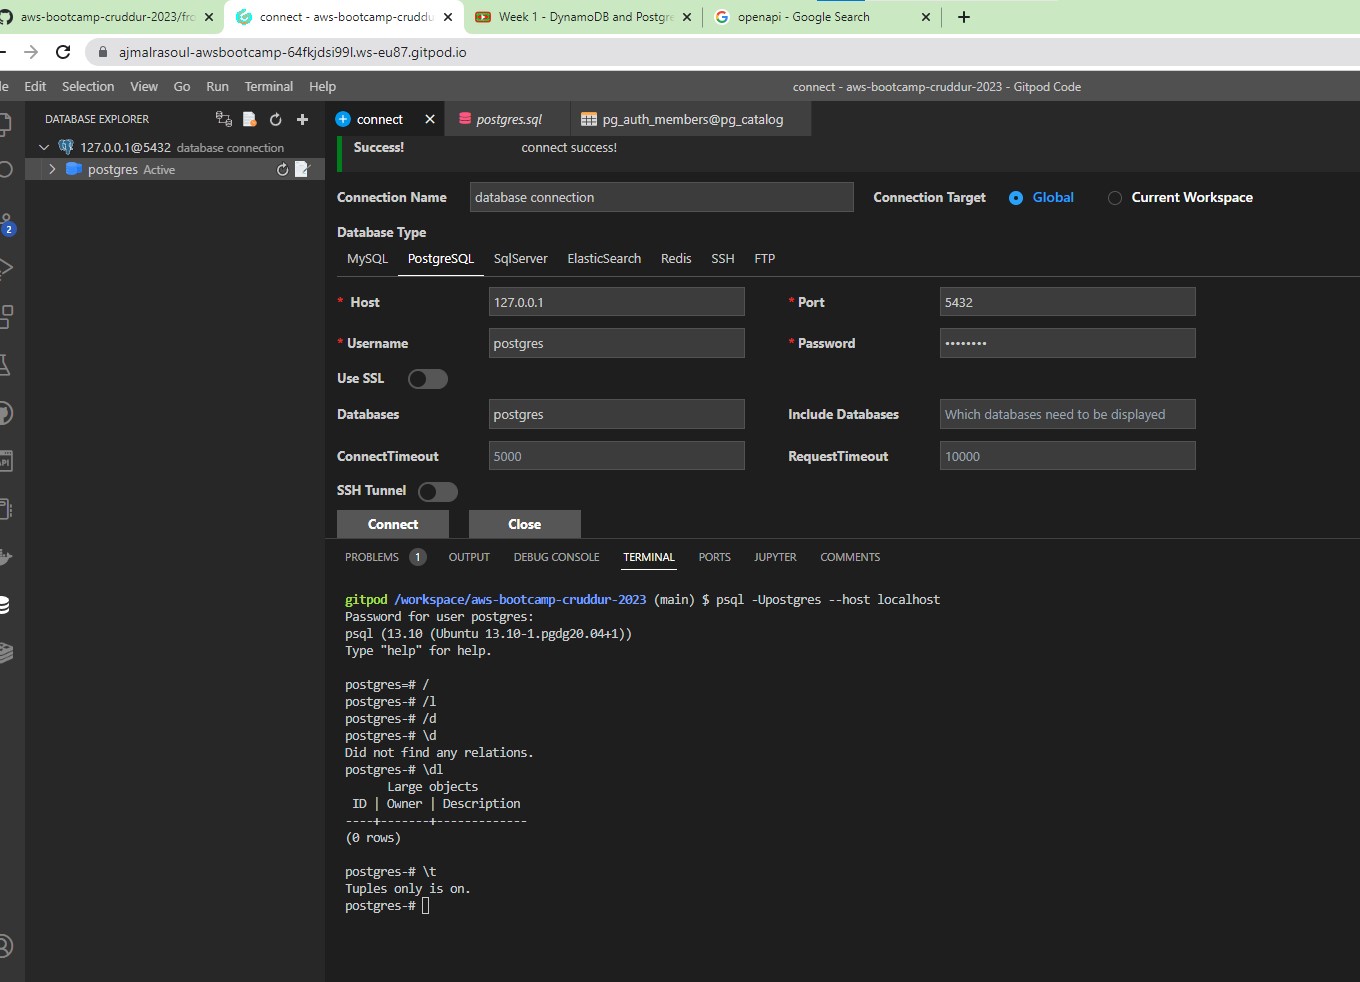 aws-bootcamp-cruddur-2023/fro
connect - aws-bootcamp-cruddu
Week 1 - DynamoDB and Postgre
openapi - Google Search
ajmalrasoul-awsbootcamp-64fkjdsi99l.ws-eu87.gitpod.io
le Edit Selection View Go Run Terminal Help
connect - aws-bootcamp-cruddur-2023 - Gitpod Code
DATABASE EXPLORER
127.0.0.1@5432 database connection
postgres Active
2
API
connect
postgres.sql
pg_auth_members@pg_catalog
Success! connect success!
Connection Name database connection Connection Target Global Current Workspace
Database Type
MySQL PostgreSQL SqlServer ElasticSearch Redis SSH FTP
* Host 127.0.0.1 * Port 5432
* Username postgres * Password ••••••••
Use SSL
Databases postgres Include Databases Which databases need to be displayed
ConnectTimeout 5000 RequestTimeout 10000
SSH Tunnel
Connect Close
PROBLEMS 1 OUTPUT DEBUG CONSOLE TERMINAL PORTS JUPYTER COMMENTS
gitpod /workspace/aws-bootcamp-cruddur-2023 (main) $ psql -Upostgres --host localhost
Password for user postgres:
psql (13.10 (Ubuntu 13.10-1.pgdg20.04+1))
Type "help" for help.
postgres=# /
postgres-# /l
postgres-# /d
postgres-# \d
Did not find any relations.
postgres-# \dl
Large objects
ID | Owner | Description
----+-------+-------------
(0 rows)
postgres-# \t
Tuples only is on.
postgres-#